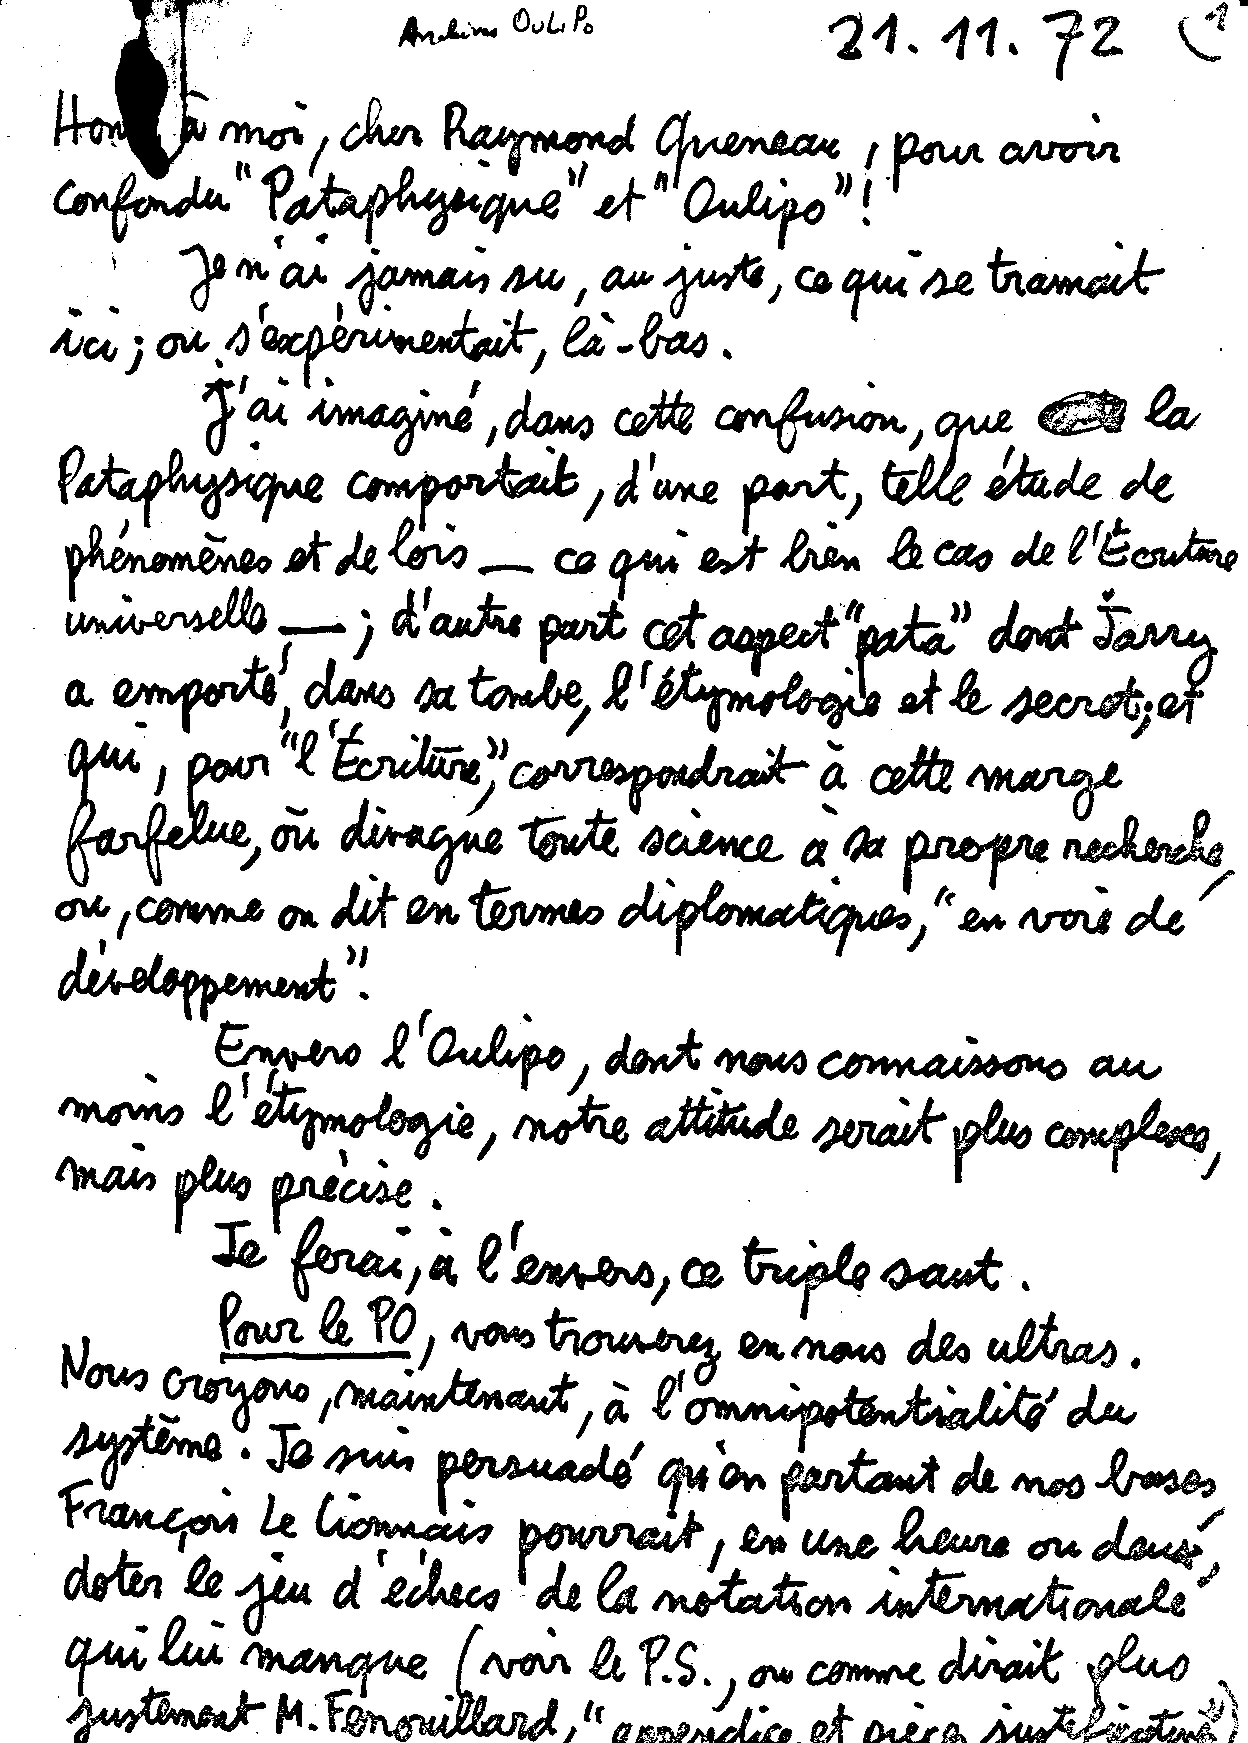 Archives OuLiPo
21.11.72 (1
Hon à moi, cher Raymond Queneau, pour avoir
confondu "Pataphysique" et "Oulipo"!
Je n'ai jamais su, au juste, ce qui se tramait
ici; ou s'expérimentait, là-bas.
J'ai imaginé, dans cette confusion, que la
Pataphysique comportait, d'une part, telle étude de
phénomènes et de lois — ce qui est bien le cas de l'Écriture
universelle —; d'autre part cet aspect "pata" dont Jarry
a emporté, dans sa tombe, l'étymologie et le secret; et
qui, pour "l'Écriture", correspondrait à cette marge
farfelue, où divague toute science à sa propre recherche,
ou, comme on dit en termes diplomatiques, "en voie de
développement".
Envers l'Oulipo, dont nous connaissons au
moins l'étymologie, notre attitude serait plus complexe,
mais plus précise.
Je ferai, à l'envers, ce triple saut.
Pour le PO, vous trouverez en nous des ultras.
Nous croyons, maintenant, à l'omnipotentialité du
système. Je suis persuadé qu'en partant de nos bases,
François Le Lionnais pourrait, en une heure ou deux,
doter le jeu d'échecs de la notation internationale
qui lui manque (voir le P.S., ou comme dirait plus
justement M. Fenouillard, "appendice et pièce justificative")